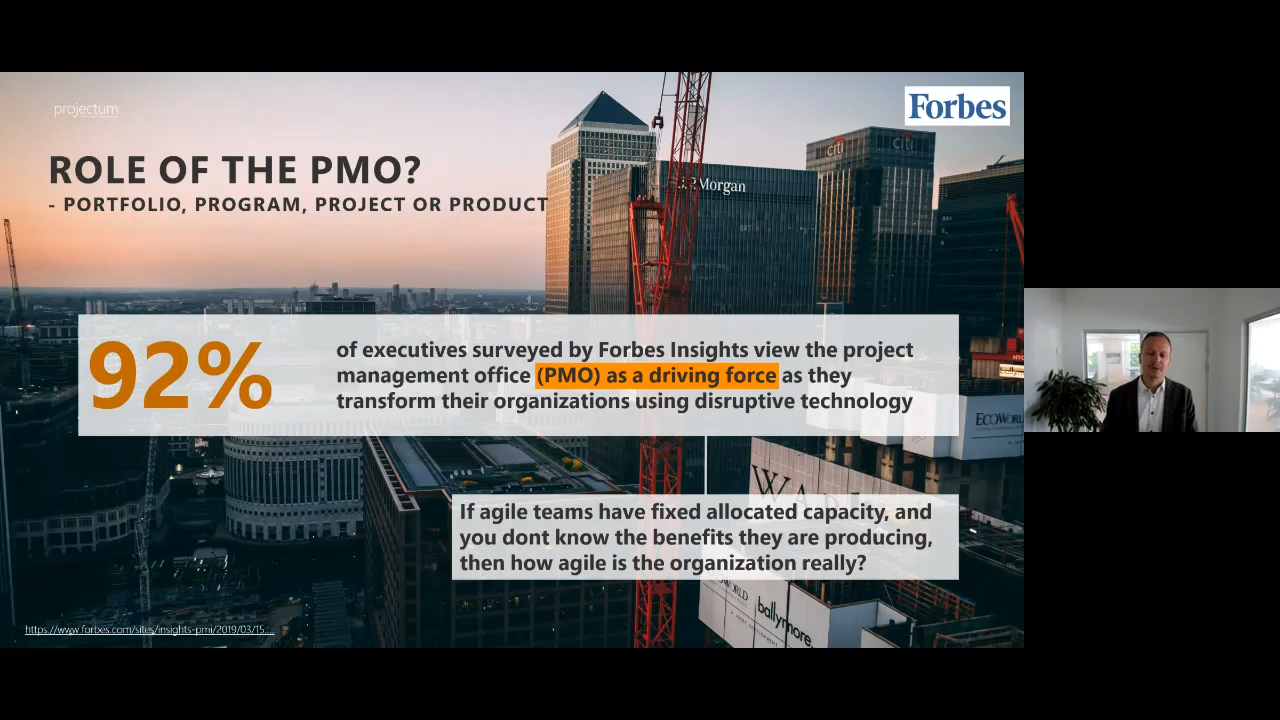 projectum
Forbes
ROLE OF THE PMO?
- PORTFOLIO, PROGRAM, PROJECT OR PRODUCT
citi
citi
J.P.Morgan
92%
of executives surveyed by Forbes Insights view the project
management office (PMO) as a driving force as they
transform their organizations using disruptive technology
ECOWORLD
If agile teams have fixed allocated capacity, and
you dont know the benefits they are producing,
then how agile is the organization really?
ballymore.
https://www.forbes.com/sites/insights-pmi/2019/03/15....